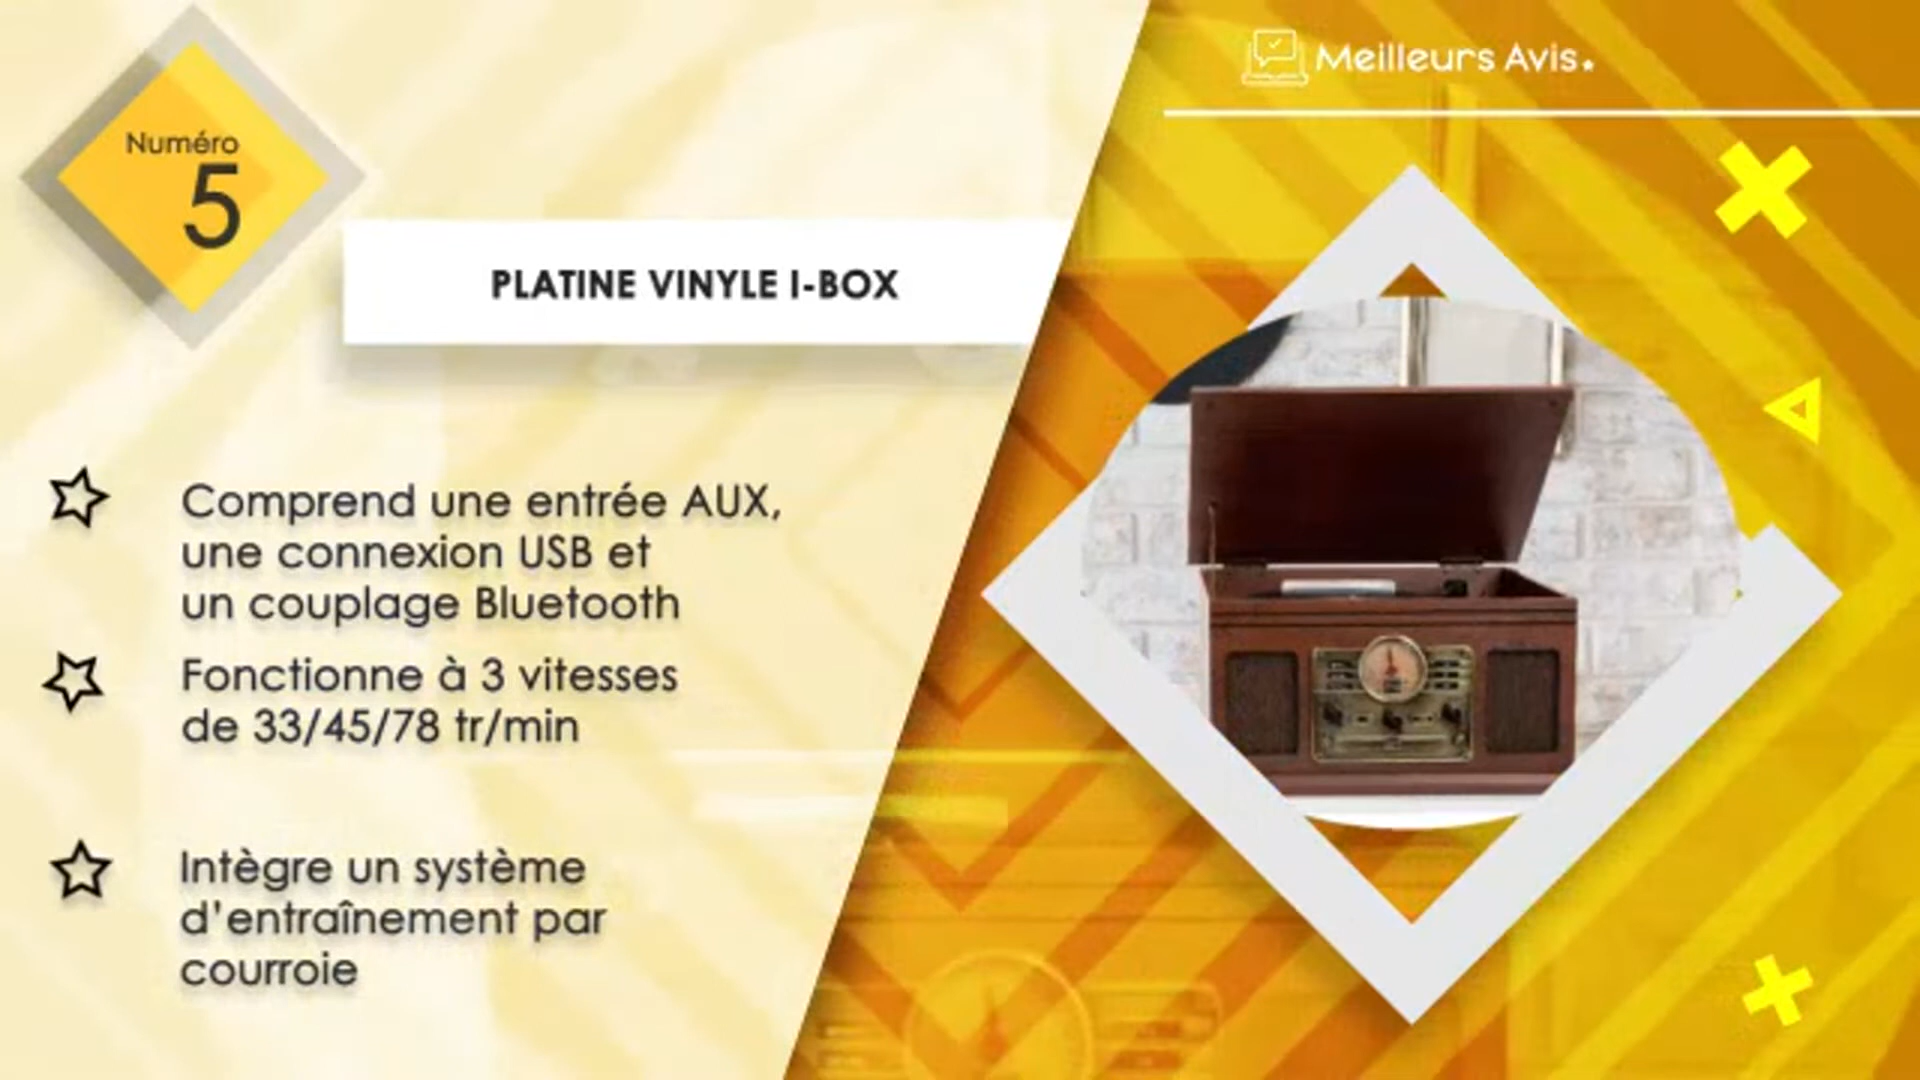 Numéro
5
Meilleurs Avis.
PLATINE VINYLE I-BOX
Comprend une entrée AUX,
une connexion USB et
un couplage Bluetooth
Fonctionne à 3 vitesses
de 33/45/78 tr/min
Intègre un système
d'entraînement par
courroie